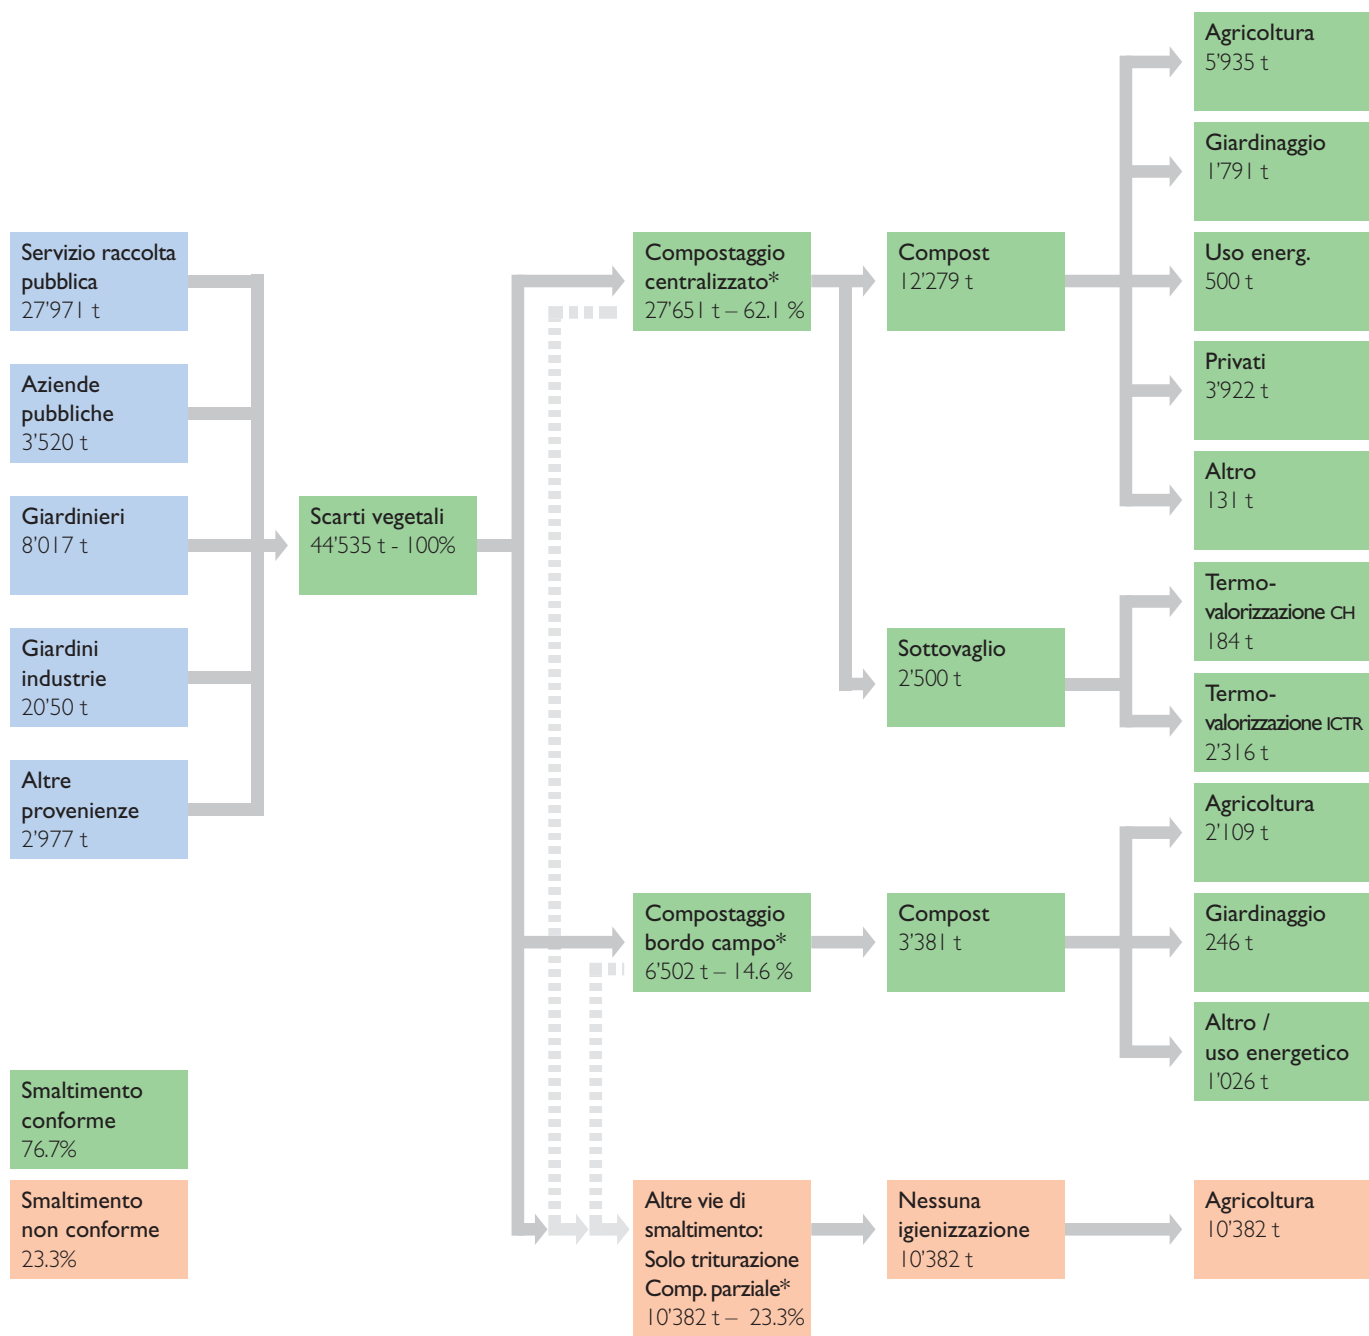 Servizio raccolta
pubblica
27’971 t
Aziende
pubbliche
3’520 t
Giardinieri
8’017 t
Giardini
industrie
20’50 t
Altre
provenienze
2’977 t
Smaltimento
conforme
76.7%
Smaltimento
non conforme
23.3%
Scarti vegetali
44’535 t - 100%
Compostaggio
centralizzato*
27’651 t – 62.1 %
Compostaggio
bordo campo*
6’502 t – 14.6 %
Altre vie di
smaltimento:
Solo triturazione
Comp. parziale*
10’382 t – 23.3%
Compost
12’279 t
Sottovaglio
2’500 t
Compost
3’381 t
Nessuna
igienizzazione
10’382 t
Agricoltura
5’935 t
Giardinaggio
1’791 t
Uso energ.
500 t
Privati
3’922 t
Altro
131 t
Termo-
valorizzazione CH
184 t
Termo-
valorizzazione ICTR
2’316 t
Agricoltura
2’109 t
Giardinaggio
246 t
Altro /
uso energetico
1’026 t
Agricoltura
10’382 t